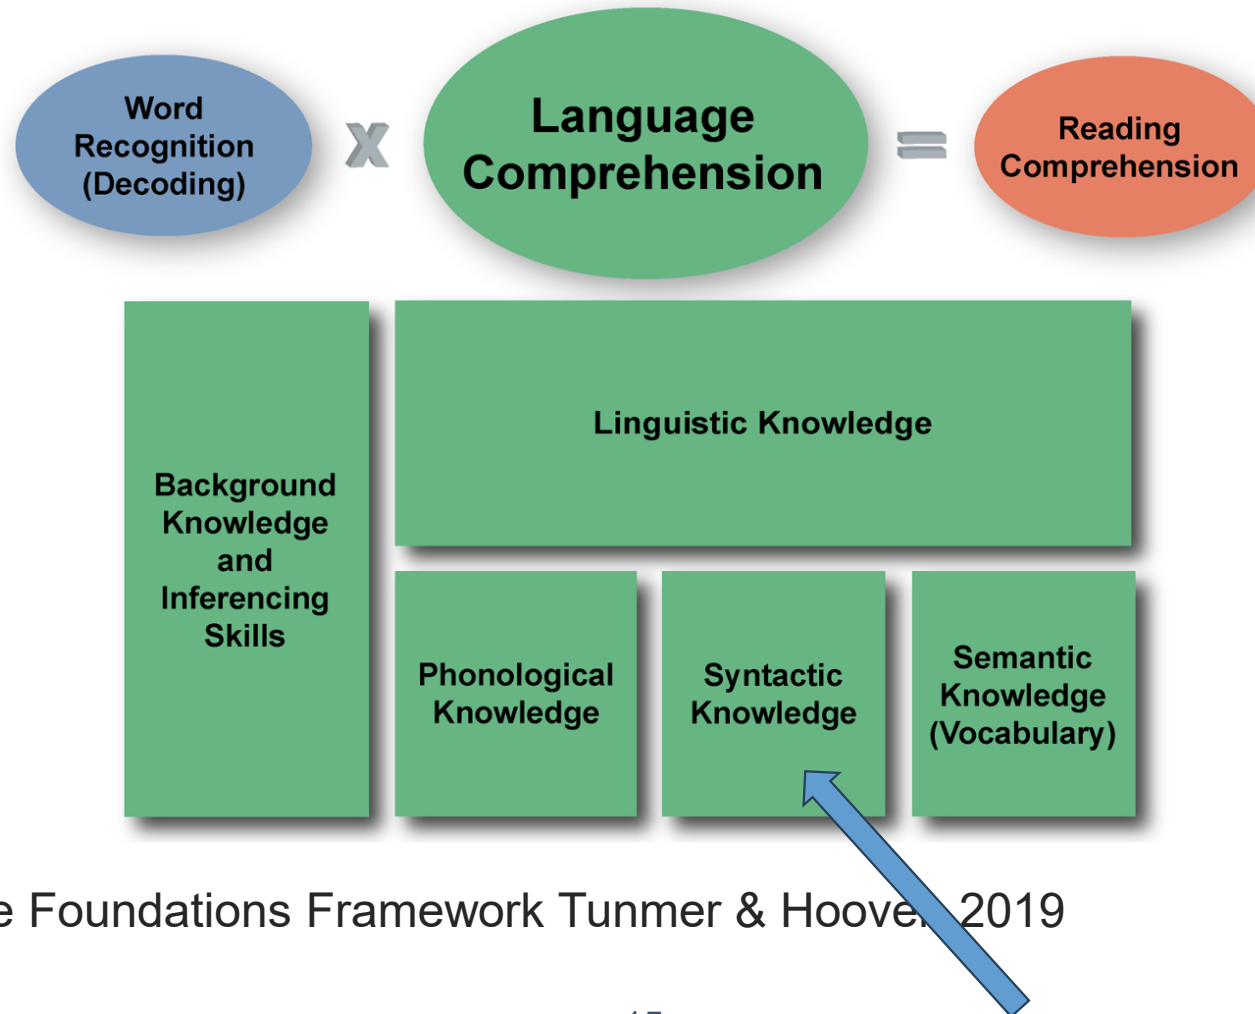 Word
Recognition
(Decoding)
x
Language
Comprehension
=
Reading
Comprehension
Background
Knowledge
and
Inferencing
Skills
Linguistic Knowledge
Phonological
Knowledge
Syntactic
Knowledge
Semantic
Knowledge
(Vocabulary)
e Foundations Framework Tunmer & Hoover 2019